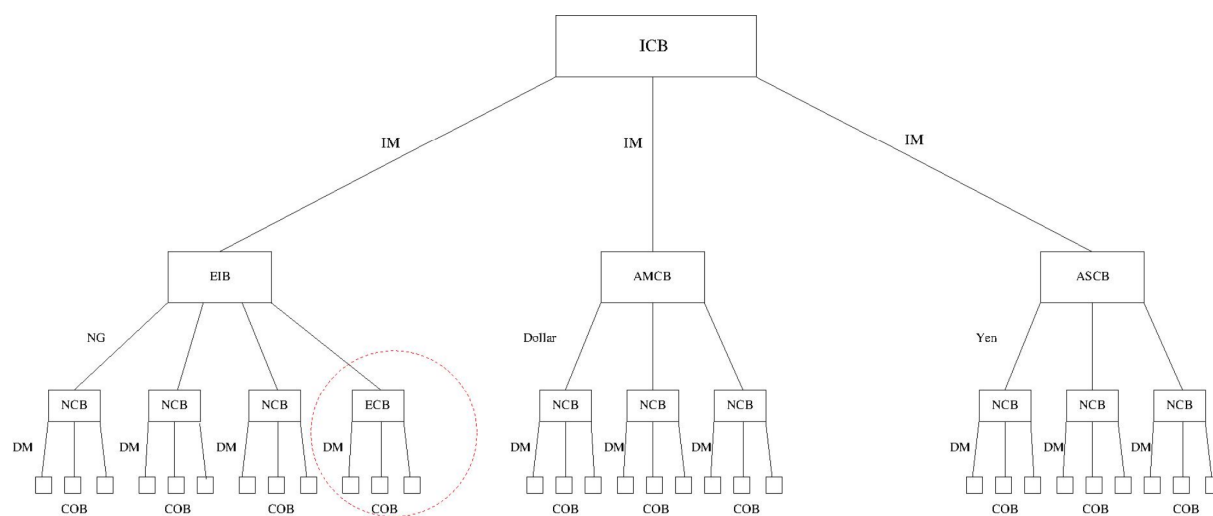 ICB
IM IM IM
EIB AMCB ASCB
NG Dollar Yen
NCB NCB NCB ECB NCB NCB NCB NCB NCB NCB
DM DM DM DM DM DM DM DM DM DM
COB COB COB COB COB COB COB COB COB COB